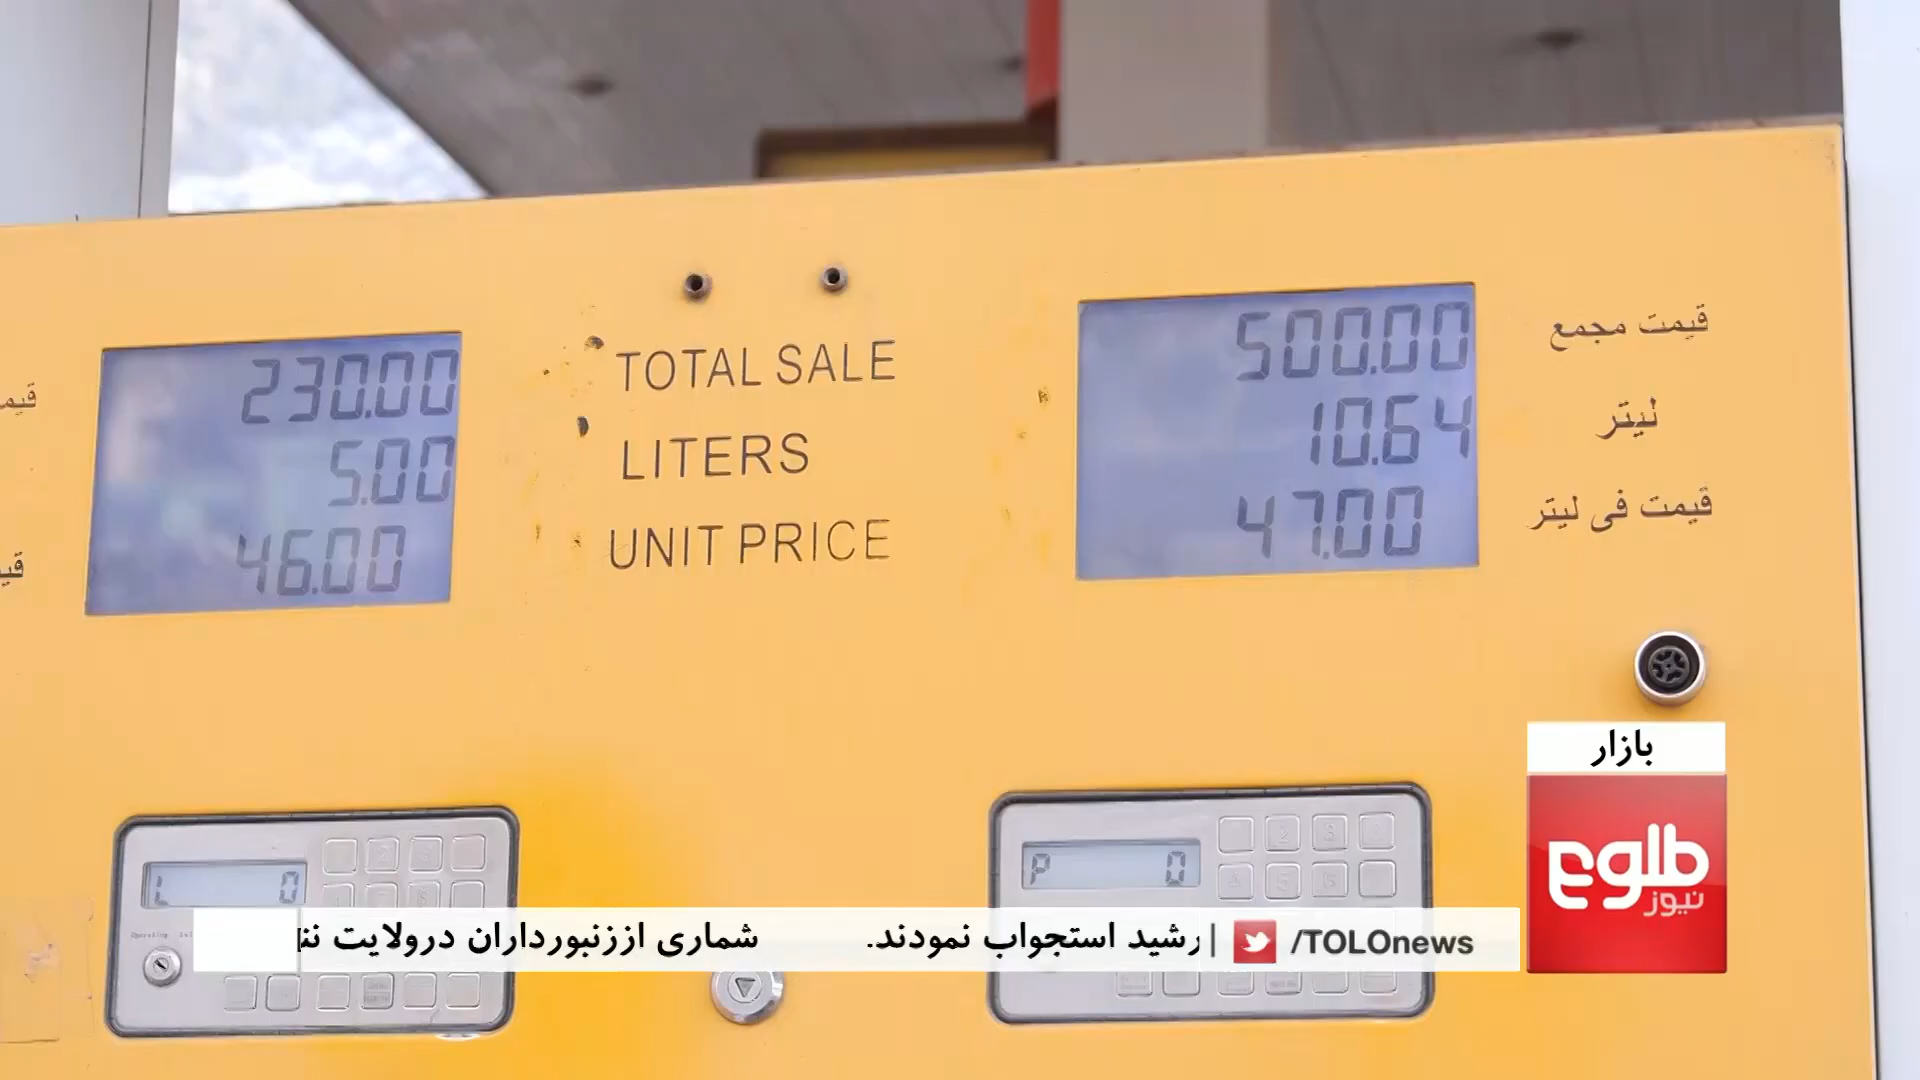 TOTAL SALE
LITERS
UNIT PRICE
230.00
5.00
46.00
500.00
10.64
47.00
قیمت مجمع
لیتر
قیمت فی لیتر
L 0
P 0
بازار
طلوع
نیوز
/TOLOnews
رشید استجواب نمودند.
شماری اززنبورداران درولایت